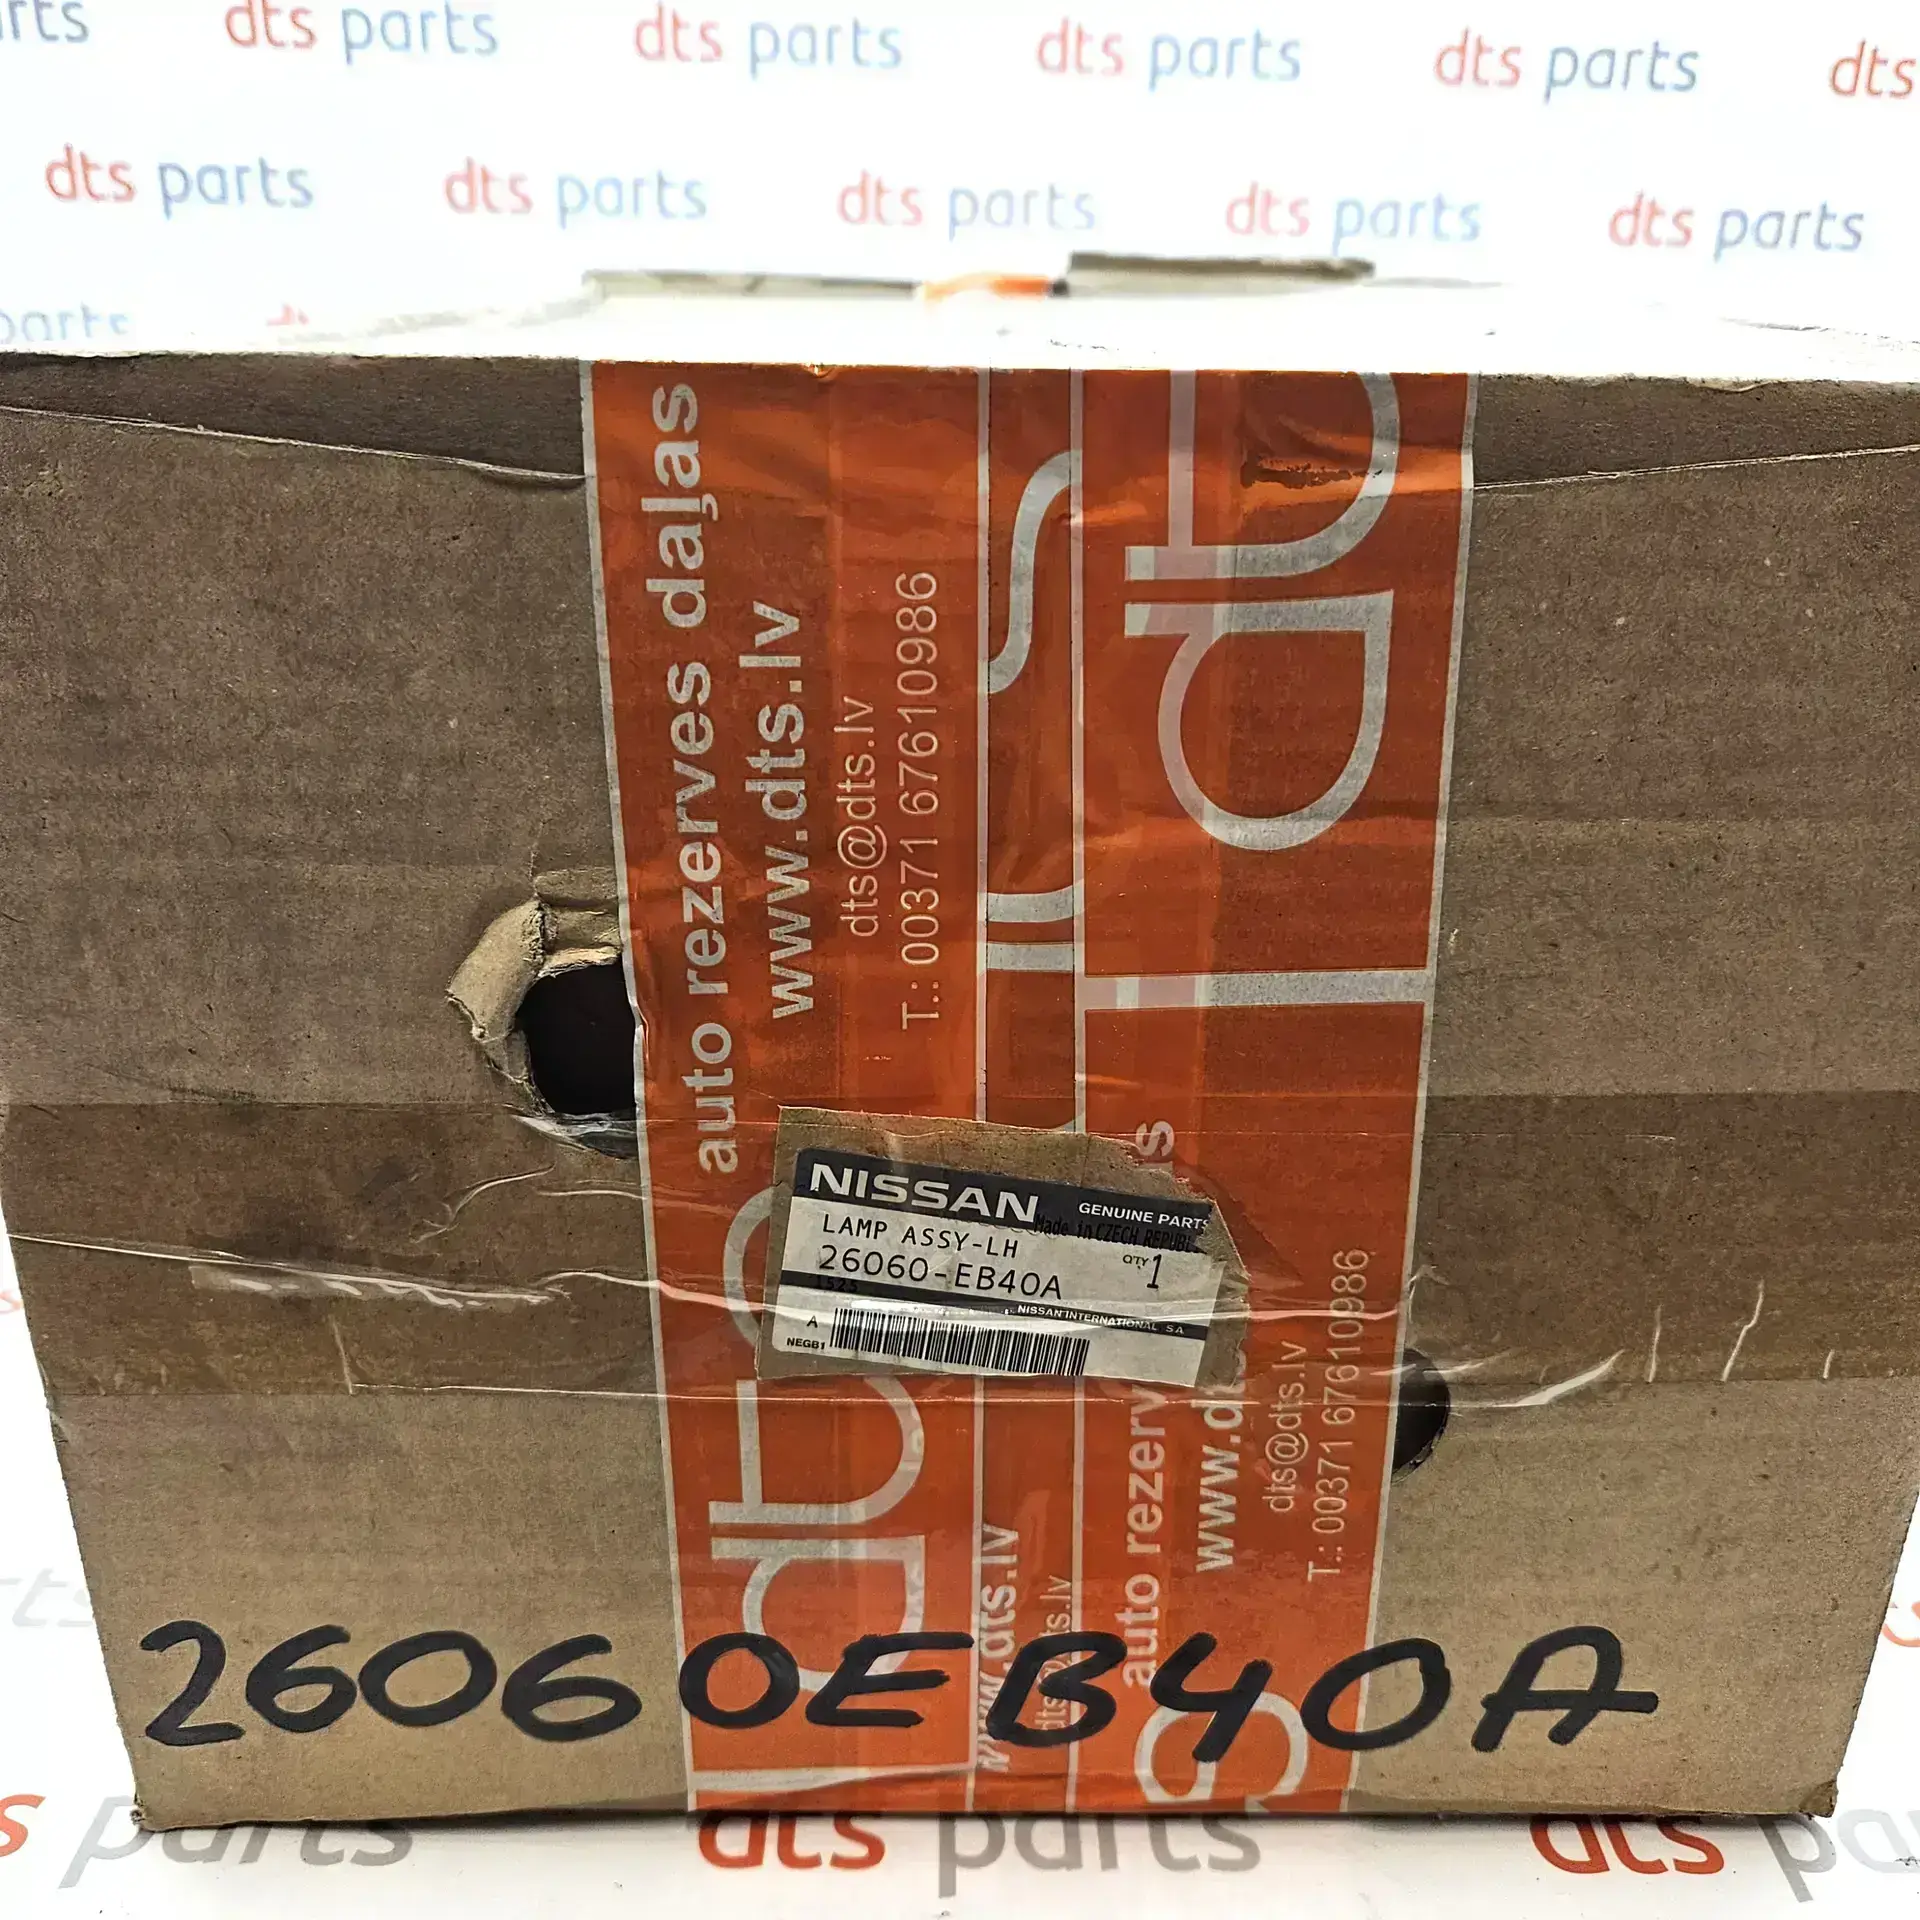 dts parts dts parts dts parts dts parts
dts parts dts parts dts parts dts parts dts parts
auto rezerves daļas
www.dts.lv
dts@dts.lv
T.: 00371 67610986
dts
NISSAN GENUINE PARTS
Made in CZECH REPUBL
LAMP ASSY-LH
26060-EB40A QTY 1
1525
NISSAN INTERNATIONAL SA
A
NEGB1
dts@dts.lv
T.: 00371 67610986
www.dts.lv
26060EB40A
dts parts